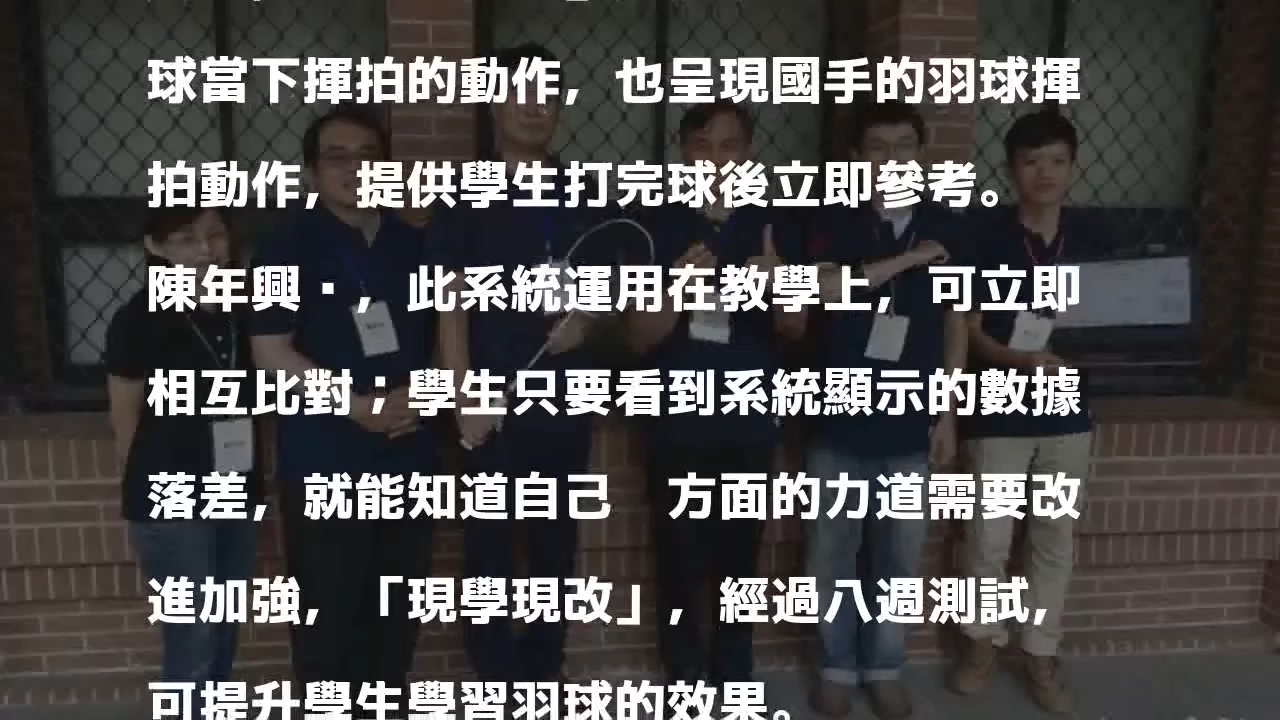 球當下揮拍的動作，也呈現國手的羽球揮
拍動作，提供學生打完球後立即參考。
陳年興·，此系統運用在教學上，可立即
相互比對；學生只要看到系統顯示的數據
落差，就能知道自己　方面的力道需要改
進加強，「現學現改」，經過八週測試，
可提升學生學習羽球的效果。